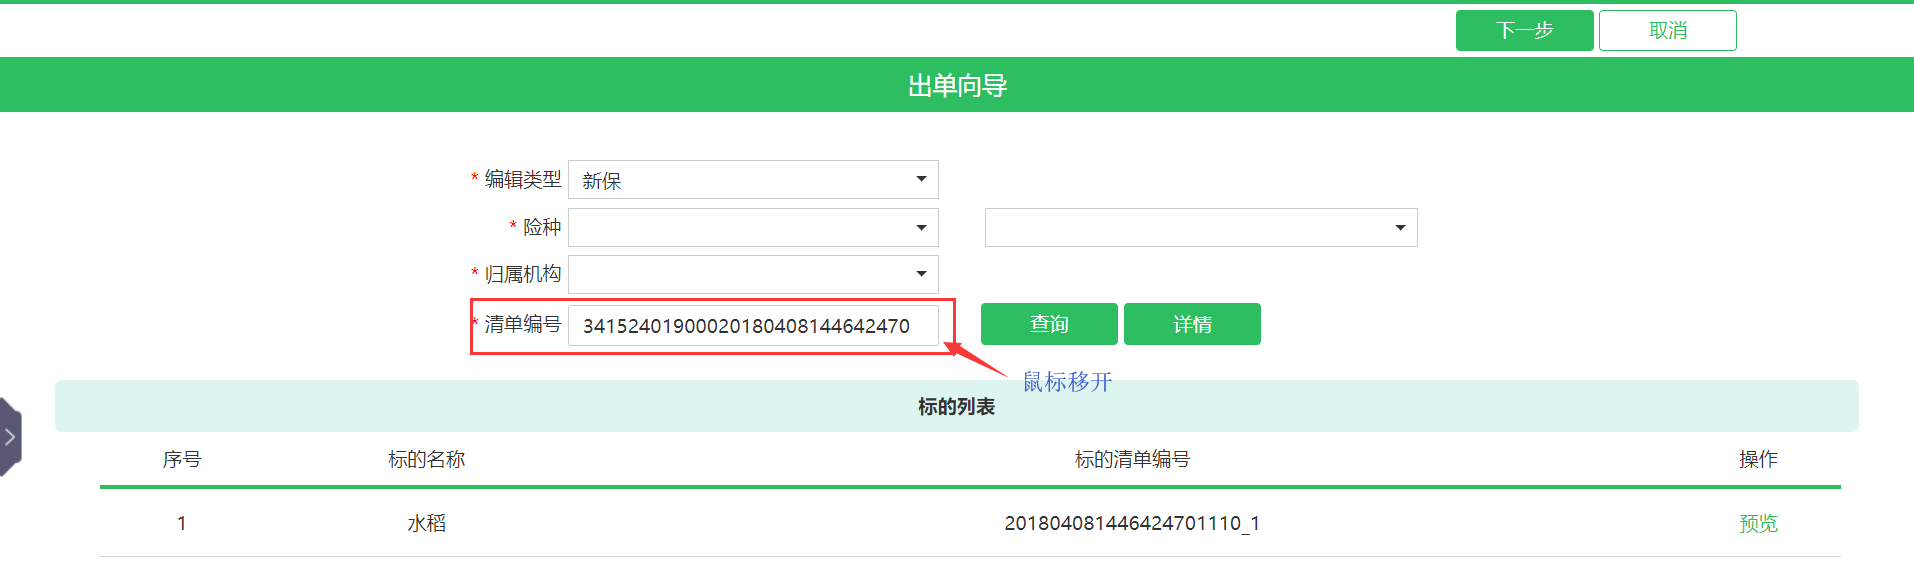 下一步 取消
出单向导
* 编辑类型 新保
* 险种
* 归属机构
* 清单编号 34152401900020180408144642470 查询 详情
鼠标移开
标的列表
序号 标的名称 标的清单编号 操作
1 水稻 201804081446424701110_1 预览